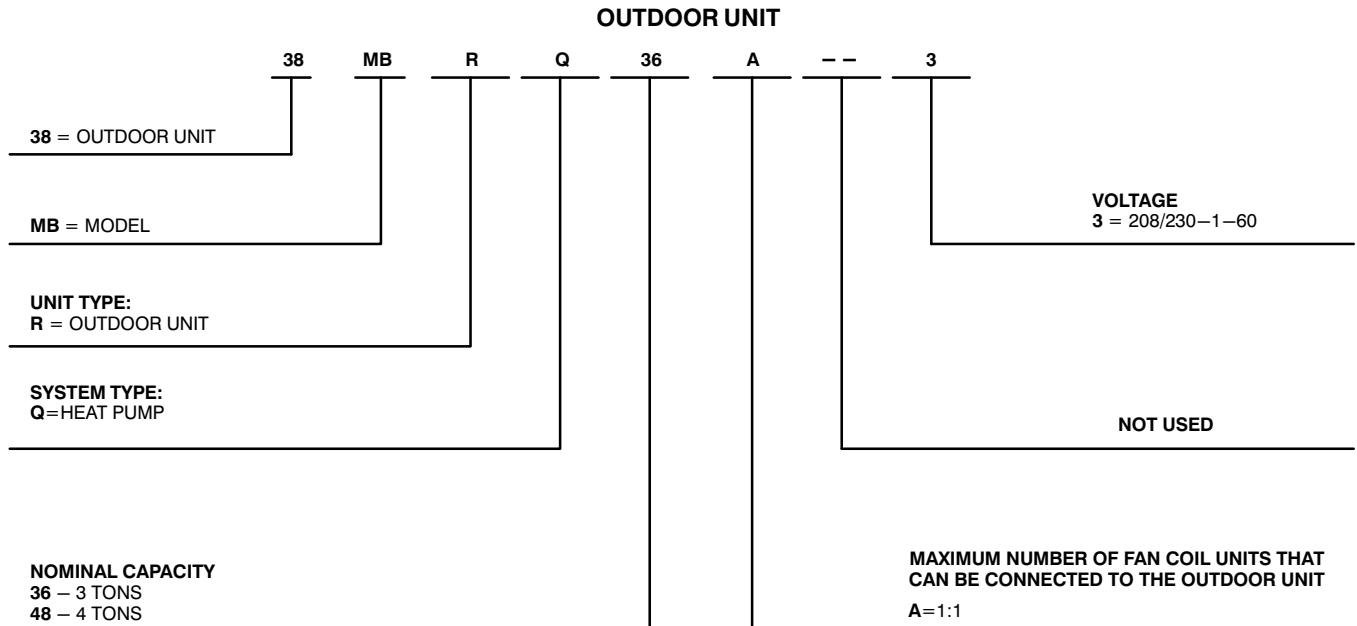 OUTDOOR UNIT
38 MB R Q 36 A – – 3
38 = OUTDOOR UNIT
MB = MODEL
VOLTAGE
3 = 208/230–1–60
UNIT TYPE:
R = OUTDOOR UNIT
SYSTEM TYPE:
Q=HEAT PUMP
NOT USED
NOMINAL CAPACITY
36 – 3 TONS
48 – 4 TONS
MAXIMUM NUMBER OF FAN COIL UNITS THAT
CAN BE CONNECTED TO THE OUTDOOR UNIT
A=1:1